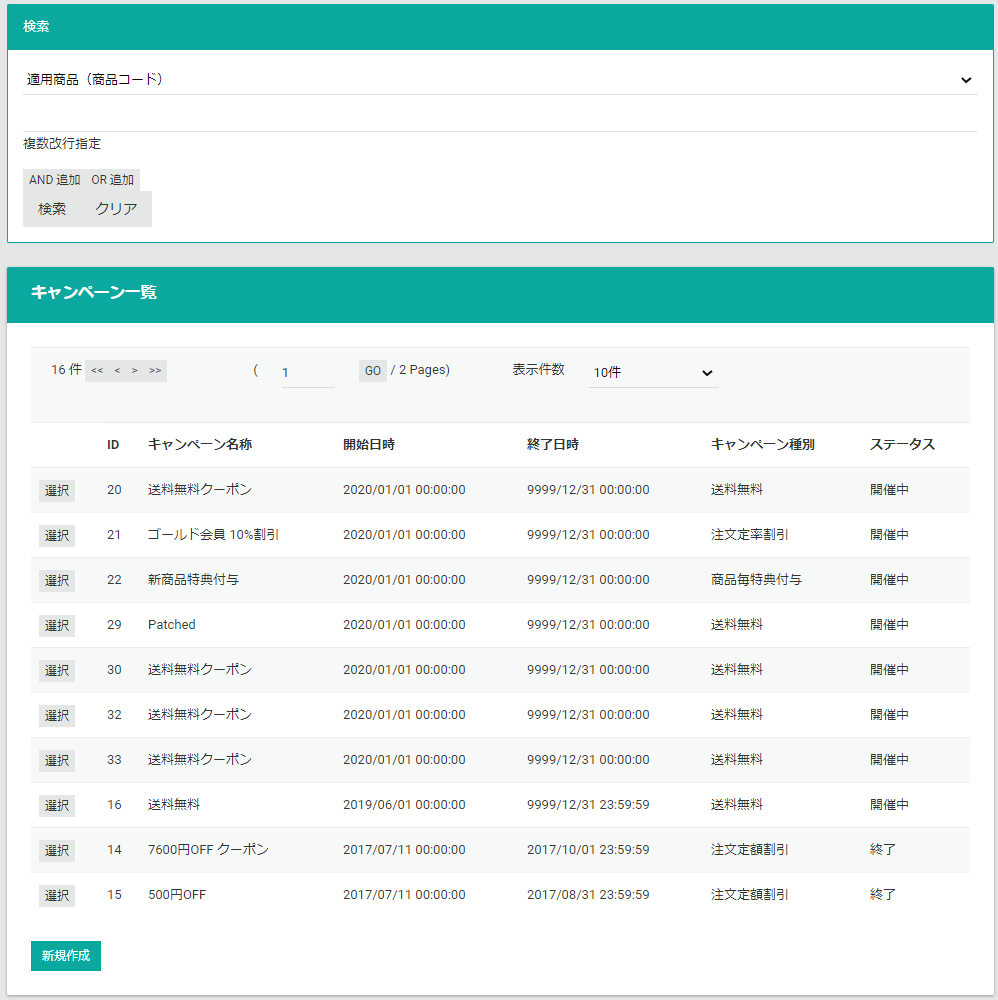 検索
適用商品（商品コード）
複数改行指定
AND 追加 OR 追加
検索 クリア
キャンペーン一覧
16 件 << < > >> ( 1 GO / 2 Pages) 表示件数 10件
ID キャンペーン名称 開始日時 終了日時 キャンペーン種別 ステータス
選択 20 送料無料クーポン 2020/01/01 00:00:00 9999/12/31 00:00:00 送料無料 開催中
選択 21 ゴールド会員 10%割引 2020/01/01 00:00:00 9999/12/31 00:00:00 注文定率割引 開催中
選択 22 新商品特典付与 2020/01/01 00:00:00 9999/12/31 00:00:00 商品毎特典付与 開催中
選択 29 Patched 2020/01/01 00:00:00 9999/12/31 00:00:00 送料無料 開催中
選択 30 送料無料クーポン 2020/01/01 00:00:00 9999/12/31 00:00:00 送料無料 開催中
選択 32 送料無料クーポン 2020/01/01 00:00:00 9999/12/31 00:00:00 送料無料 開催中
選択 33 送料無料クーポン 2020/01/01 00:00:00 9999/12/31 00:00:00 送料無料 開催中
選択 16 送料無料 2019/06/01 00:00:00 9999/12/31 23:59:59 送料無料 開催中
選択 14 7600円OFF クーポン 2017/07/11 00:00:00 2017/10/01 23:59:59 注文定額割引 終了
選択 15 500円OFF 2017/07/11 00:00:00 2017/08/31 23:59:59 注文定額割引 終了
新規作成